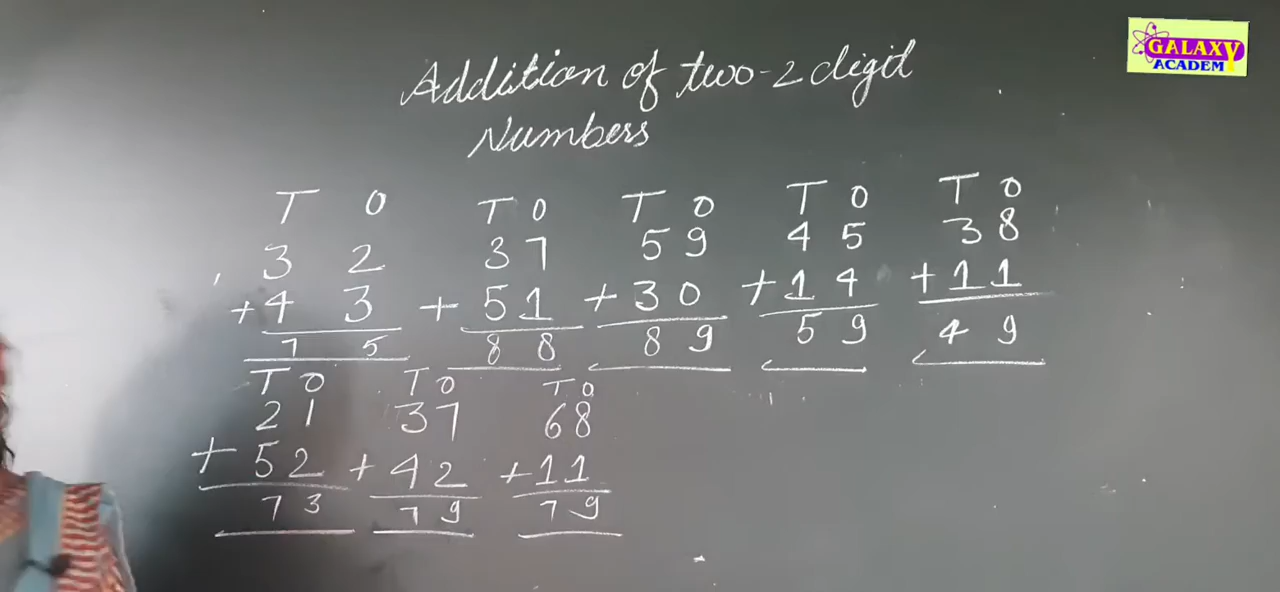 GALAXY
ACADEM
Addition of two-2 digit
Numbers
T O T O T O T O T O
3 2 3 7 5 9 4 5 3 8
+ 4 3 + 5 1 + 3 0 + 1 4 + 1 1
7 5 8 8 8 9 5 9 4 9
T O T O T O
2 1 3 7 6 8
+ 5 2 + 4 2 + 1 1
7 3 7 9 7 9